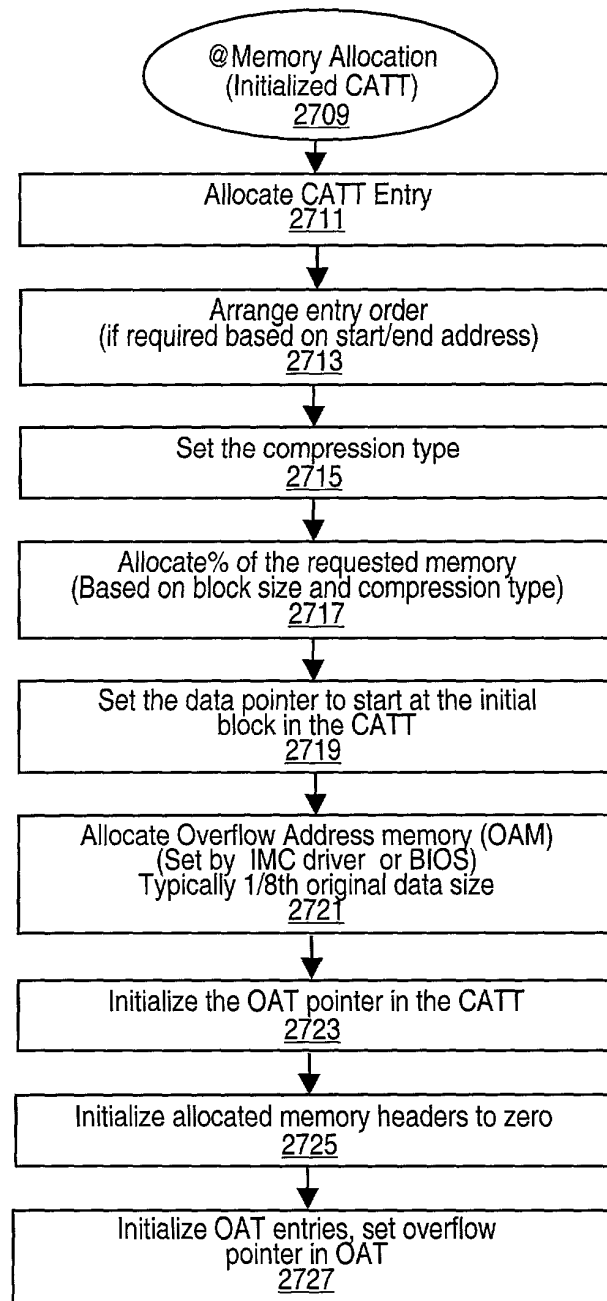 @Memory Allocation
(Initialized CATT)
2709
Allocate CATT Entry
2711
Arrange entry order
(if required based on start/end address)
2713
Set the compression type
2715
Allocate% of the requested memory
(Based on block size and compression type)
2717
Set the data pointer to start at the initial
block in the CATT
2719
Allocate Overflow Address memory (OAM)
(Set by IMC driver or BIOS)
Typically 1/8th original data size
2721
Initialize the OAT pointer in the CATT
2723
Initialize allocated memory headers to zero
2725
Initialize OAT entries, set overflow
pointer in OAT
2727